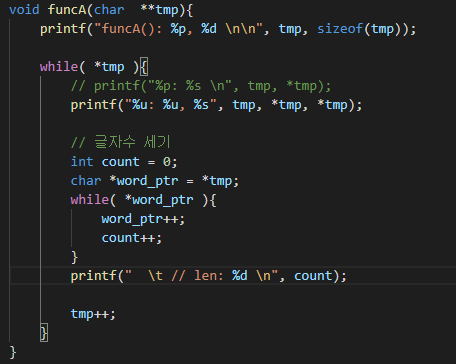 void funcA(char  **tmp){
    printf("funcA(): %p, %d \n\n", tmp, sizeof(tmp));
    while( *tmp ){
        // printf("%p: %s \n", tmp, *tmp);
        printf("%u: %u, %s", tmp, *tmp, *tmp);
        // 글자수 세기
        int count = 0;
        char *word_ptr = *tmp;
        while( *word_ptr ){
            word_ptr++;
            count++;
        }
        printf("  \t // len: %d \n", count);
        tmp++;
    }
}